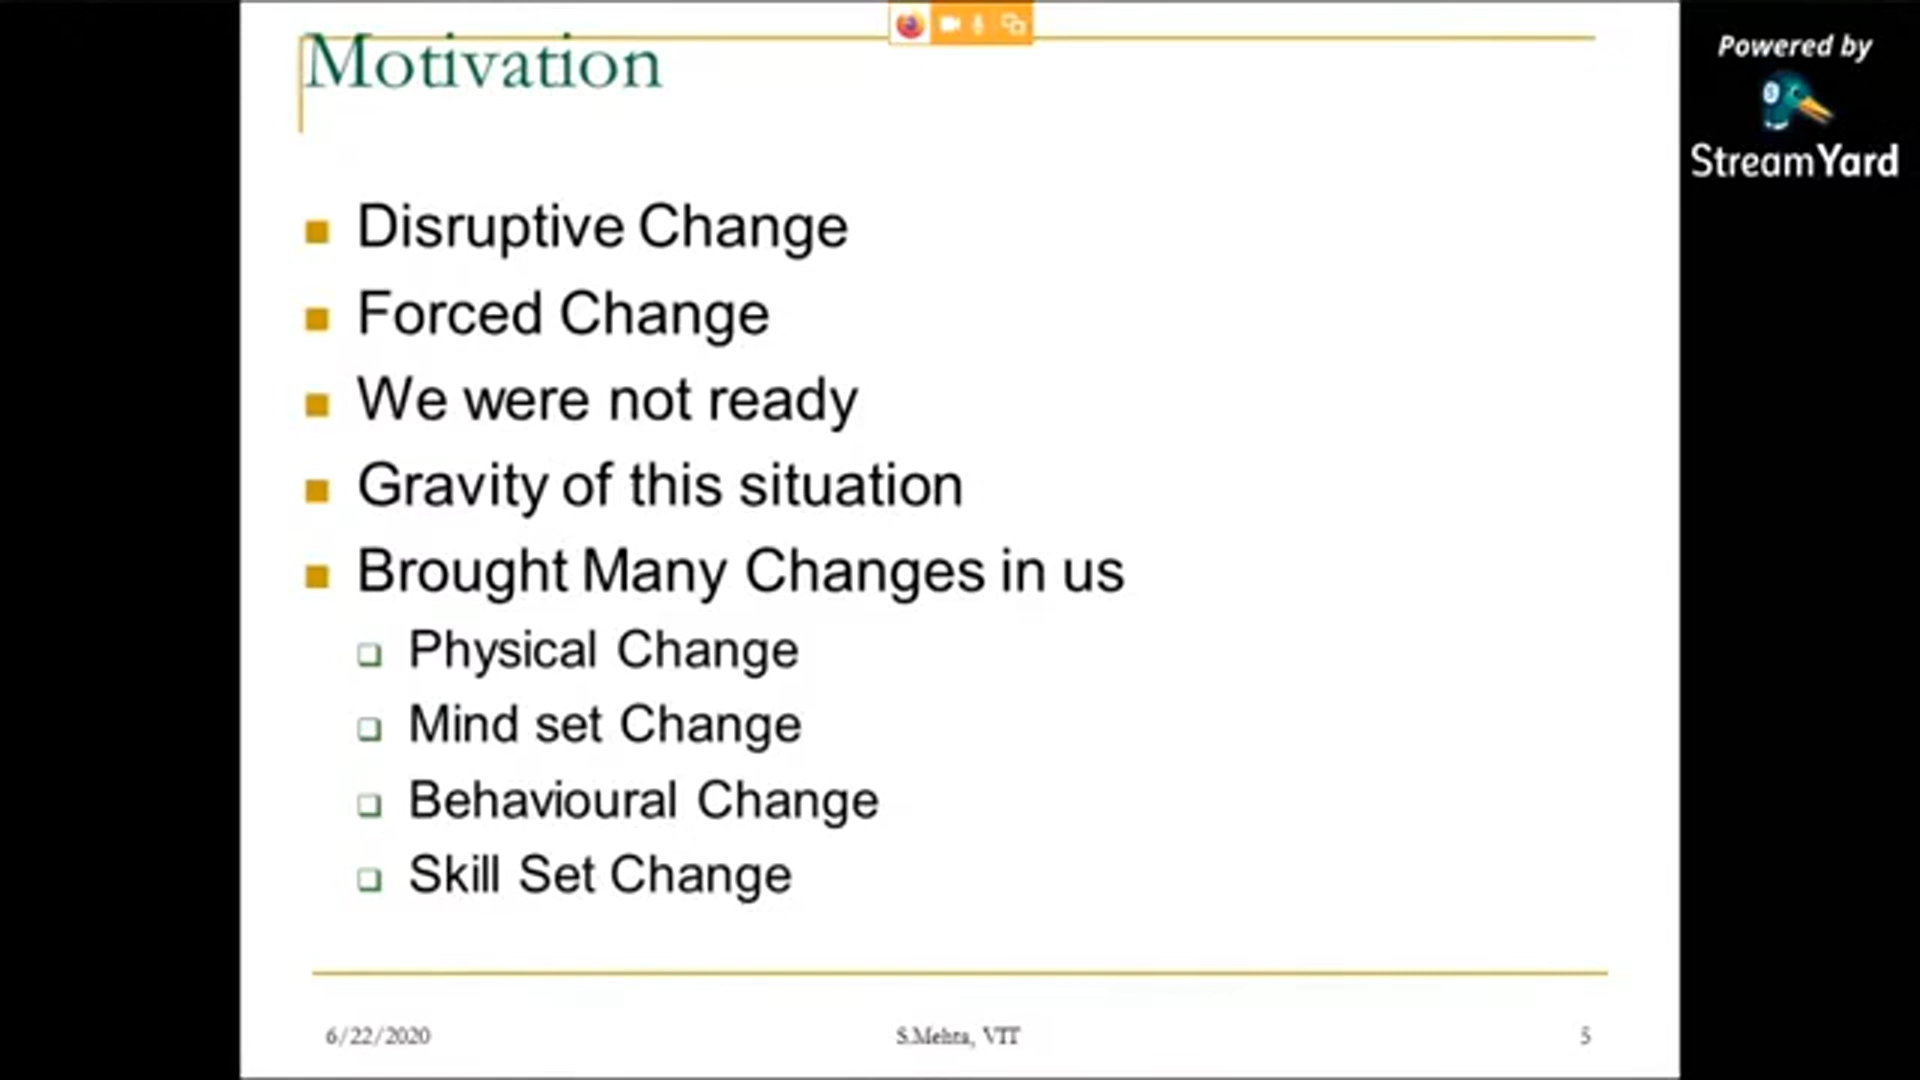 Motivation
Powered by
StreamYard
Disruptive Change
Forced Change
We were not ready
Gravity of this situation
Brought Many Changes in us
Physical Change
Mind set Change
Behavioural Change
Skill Set Change
6/22/2020
S.Mehta, VIT
5